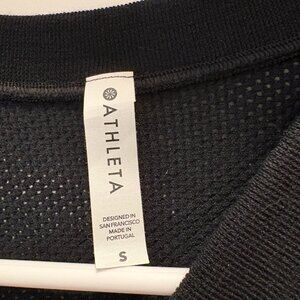 ATHLETA
DESIGNED IN
SAN FRANCISCO
MADE IN
PORTUGAL
S